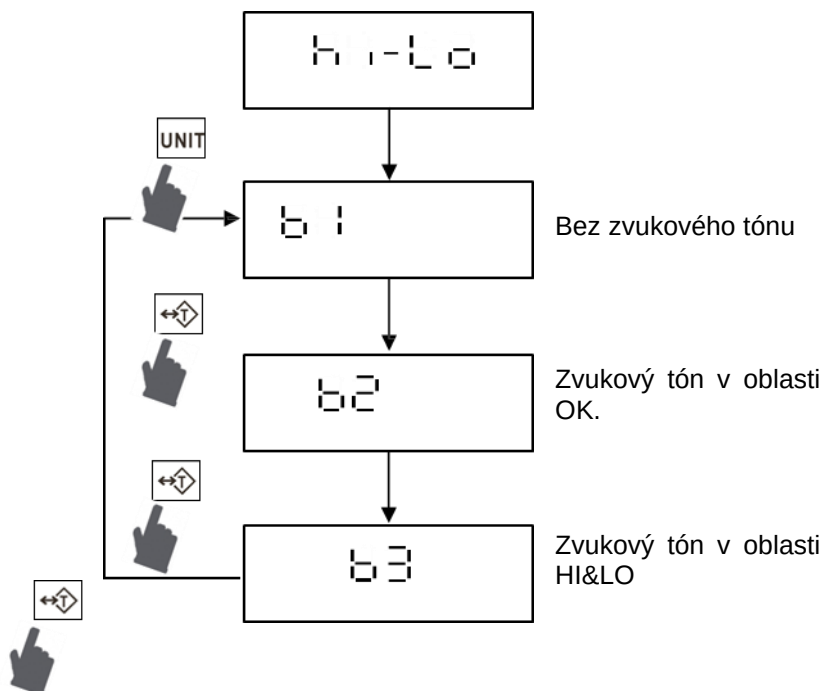 hi-Lo
UNIT
b1
Bez zvukového tónu
T
b2
Zvukový tón v oblasti
OK.
T
b3
Zvukový tón v oblasti
HI&LO
T